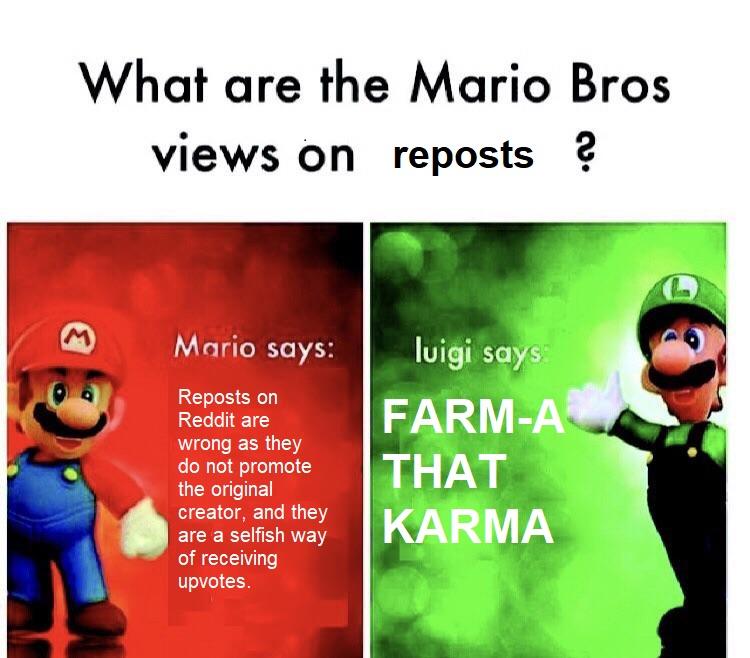 What are the Mario Bros
views on reposts ?
M
L
Mario says:
Reposts on
Reddit are
wrong as they
do not promote
the original
creator, and they
are a selfish way
of receiving
upvotes.
luigi says:
FARM-A
THAT
KARMA